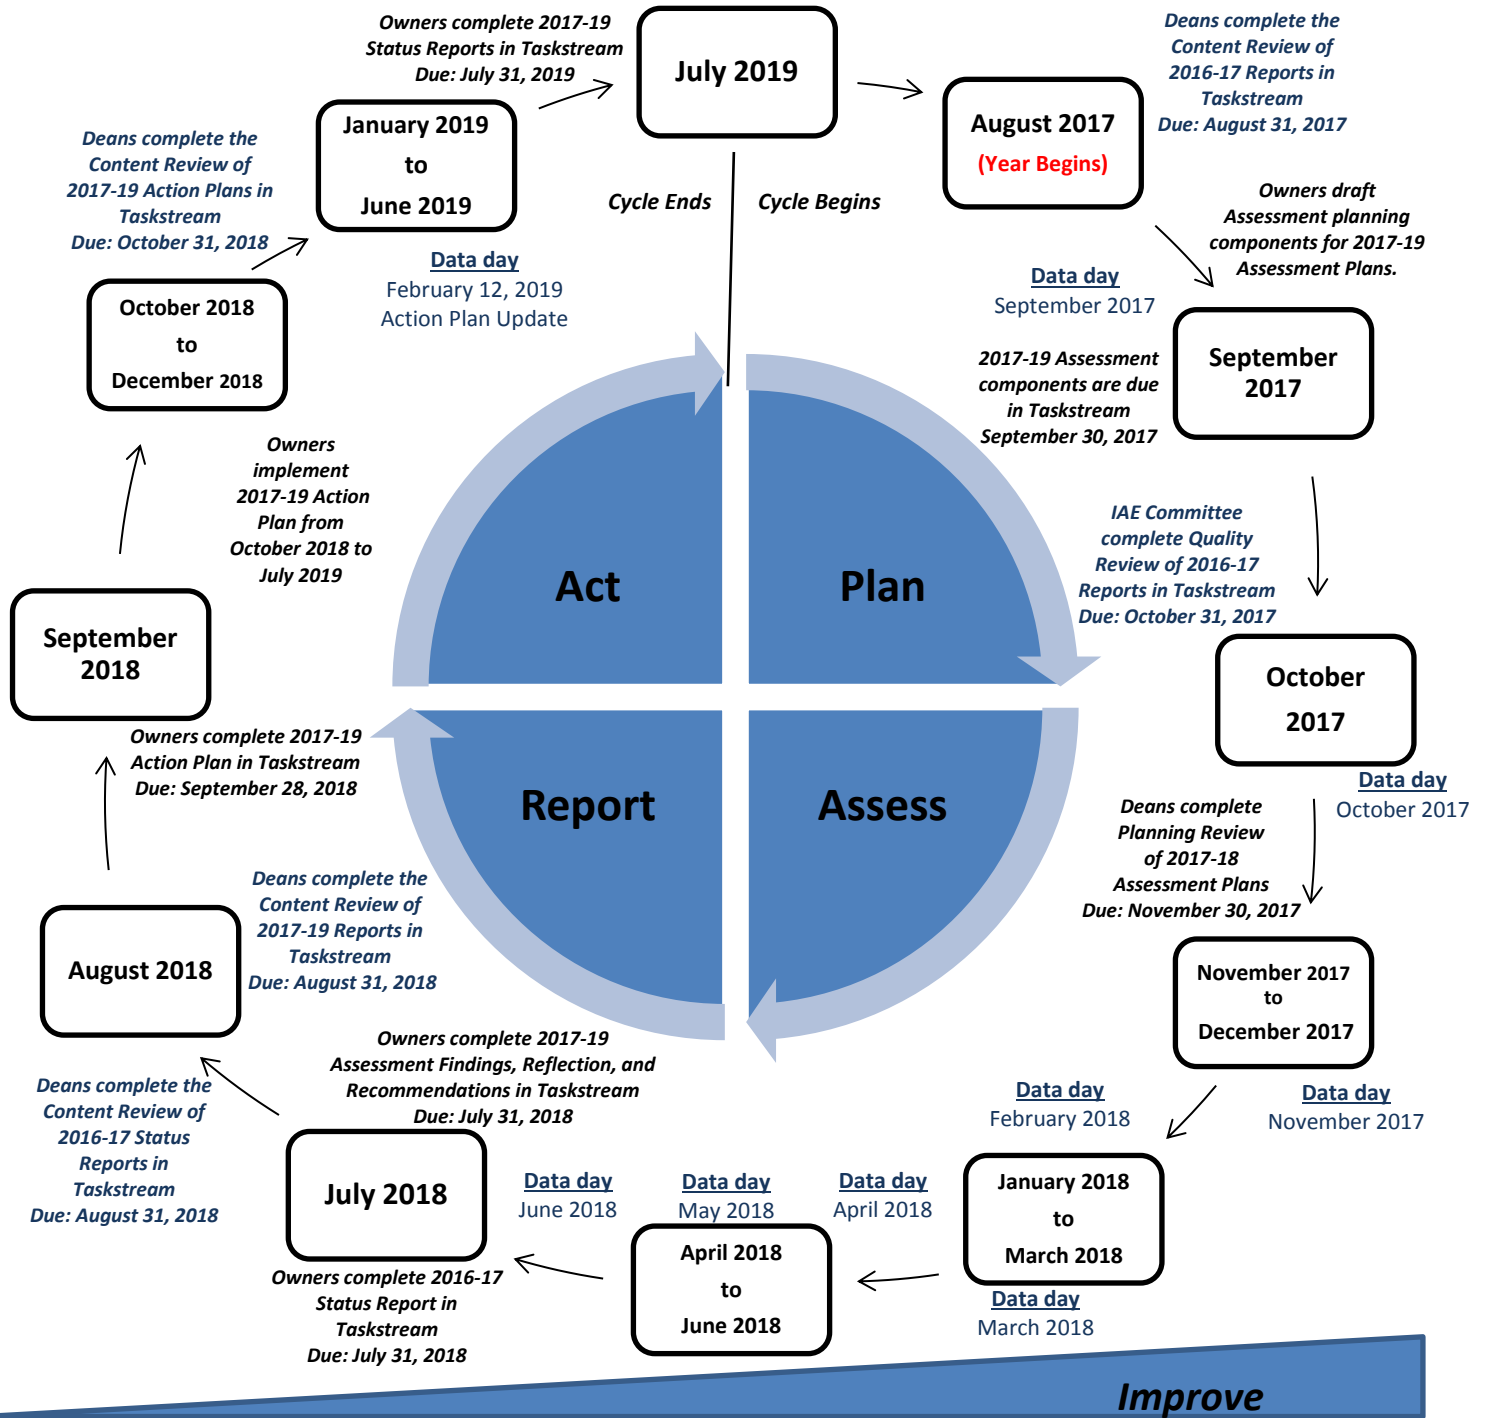 Owners complete 2017-19
Status Reports in Taskstream
Due: July 31, 2019
July 2019
Deans complete the
Content Review of
2016-17 Reports in
Taskstream
Due: August 31, 2017
August 2017
(Year Begins)
January 2019
to
June 2019
Deans complete the
Content Review of
2017-19 Action Plans in
Taskstream
Due: October 31, 2018
Cycle Ends
Cycle Begins
Owners draft
Assessment planning
components for 2017-19
Assessment Plans.
Data day
February 12, 2019
Action Plan Update
Data day
September 2017
October 2018
to
December 2018
2017-19 Assessment
components are due
in Taskstream
September 30, 2017
September
2017
Owners
implement
2017-19 Action
Plan from
October 2018 to
July 2019
IAE Committee
complete Quality
Review of 2016-17
Reports in Taskstream
Due: October 31, 2017
Act
Plan
September
2018
October
2017
Owners complete 2017-19
Action Plan in Taskstream
Due: September 28, 2018
Report
Assess
Data day
October 2017
Deans complete
Planning Review
of 2017-18
Assessment Plans
Due: November 30, 2017
Deans complete the
Content Review of
2017-19 Reports in
Taskstream
Due: August 31, 2018
August 2018
November 2017
to
December 2017
Owners complete 2017-19
Assessment Findings, Reflection, and
Recommendations in Taskstream
Due: July 31, 2018
Deans complete the
Content Review of
2016-17 Status
Reports in
Taskstream
Due: August 31, 2018
Data day
February 2018
Data day
November 2017
July 2018
Data day
June 2018
Data day
May 2018
Data day
April 2018
January 2018
to
March 2018
April 2018
to
June 2018
Owners complete 2016-17
Status Report in
Taskstream
Due: July 31, 2018
Data day
March 2018
Improve